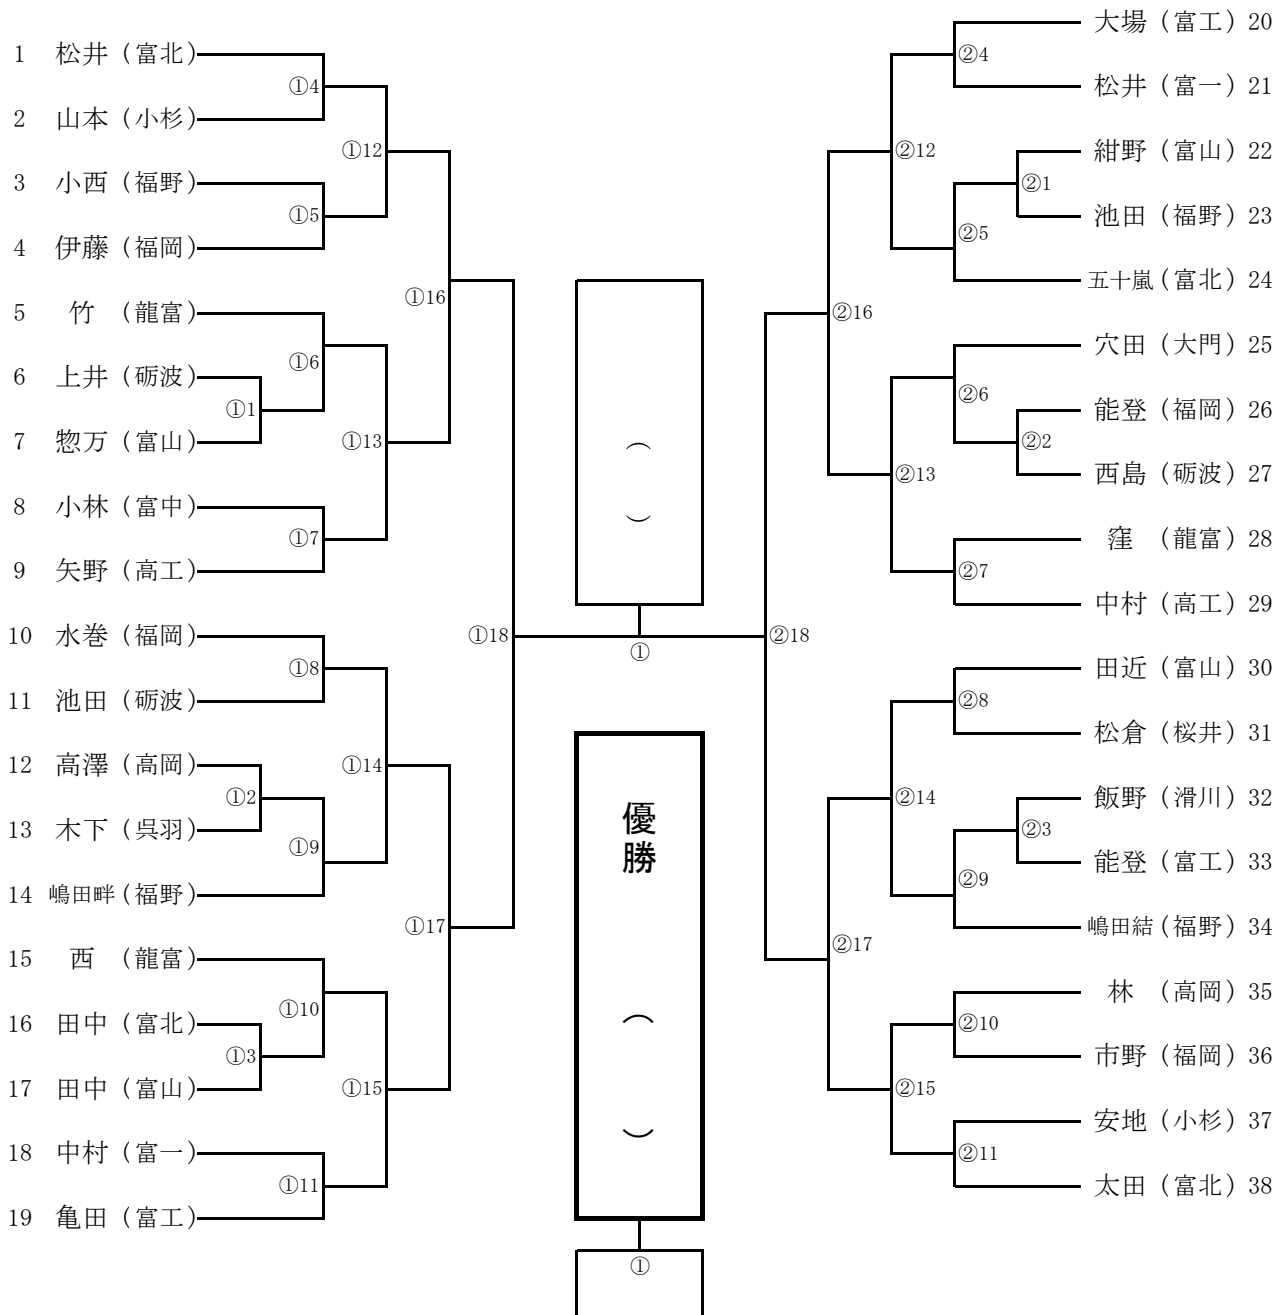 1 松井（富北）
①4
2 山本（小杉）
①12
3 小西（福野）
①5
4 伊藤（福岡）
①16
5 竹 （龍富）
①6
6 上井（砺波）
①1
7 惣万（富山）
①13
8 小林（富中）
①7
9 矢野（高工）
①18
10 水巻（福岡）
①8
11 池田（砺波）
①14
12 高澤（高岡）
①2
13 木下（呉羽）
①9
14 嶋田畔（福野）
①17
15 西 （龍富）
①10
16 田中（富北）
①3
17 田中（富山）
①15
18 中村（富一）
①11
19 亀田（富工）
（ ）
①
優勝
（ ）
①
大場（富工）20
②4
松井（富一）21
②12
紺野（富山）22
②1
池田（福野）23
②5
五十嵐（富北）24
②16
穴田（大門）25
②6
能登（福岡）26
②2
西島（砺波）27
②13
窪 （龍富）28
②7
中村（高工）29
②18
田近（富山）30
②8
松倉（桜井）31
②14
飯野（滑川）32
②3
能登（富工）33
②9
嶋田結（福野）34
②17
林 （高岡）35
②10
市野（福岡）36
②15
安地（小杉）37
②11
太田（富北）38